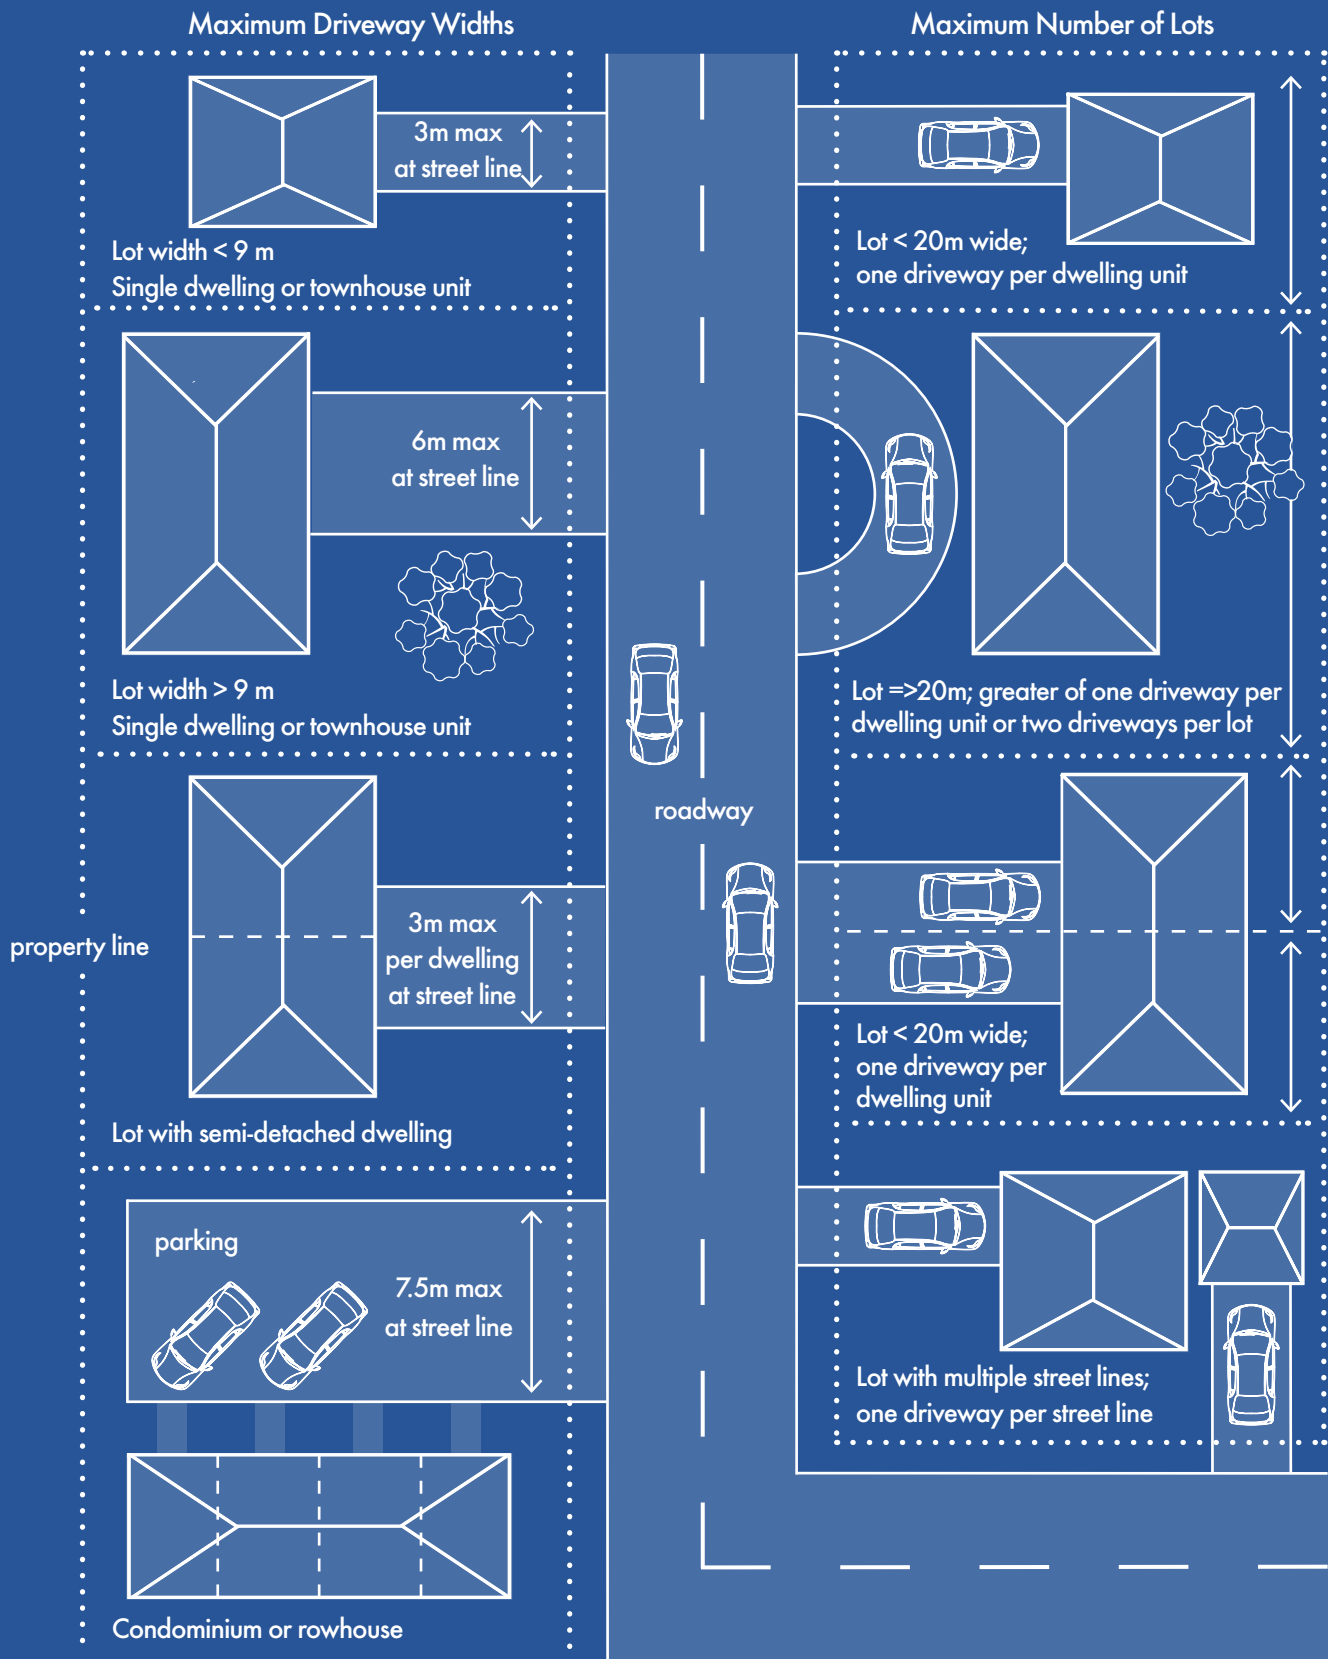 Maximum Driveway Widths
3m max
at street line
Lot width < 9 m
Single dwelling or townhouse unit
6m max
at street line
Lot width > 9 m
Single dwelling or townhouse unit
property line
3m max
per dwelling
at street line
Lot with semi-detached dwelling
parking
7.5m max
at street line
Condominium or rowhouse
roadway
Maximum Number of Lots
Lot < 20m wide;
one driveway per dwelling unit
Lot =>20m; greater of one driveway per
dwelling unit or two driveways per lot
Lot < 20m wide;
one driveway per
dwelling unit
Lot with multiple street lines;
one driveway per street line